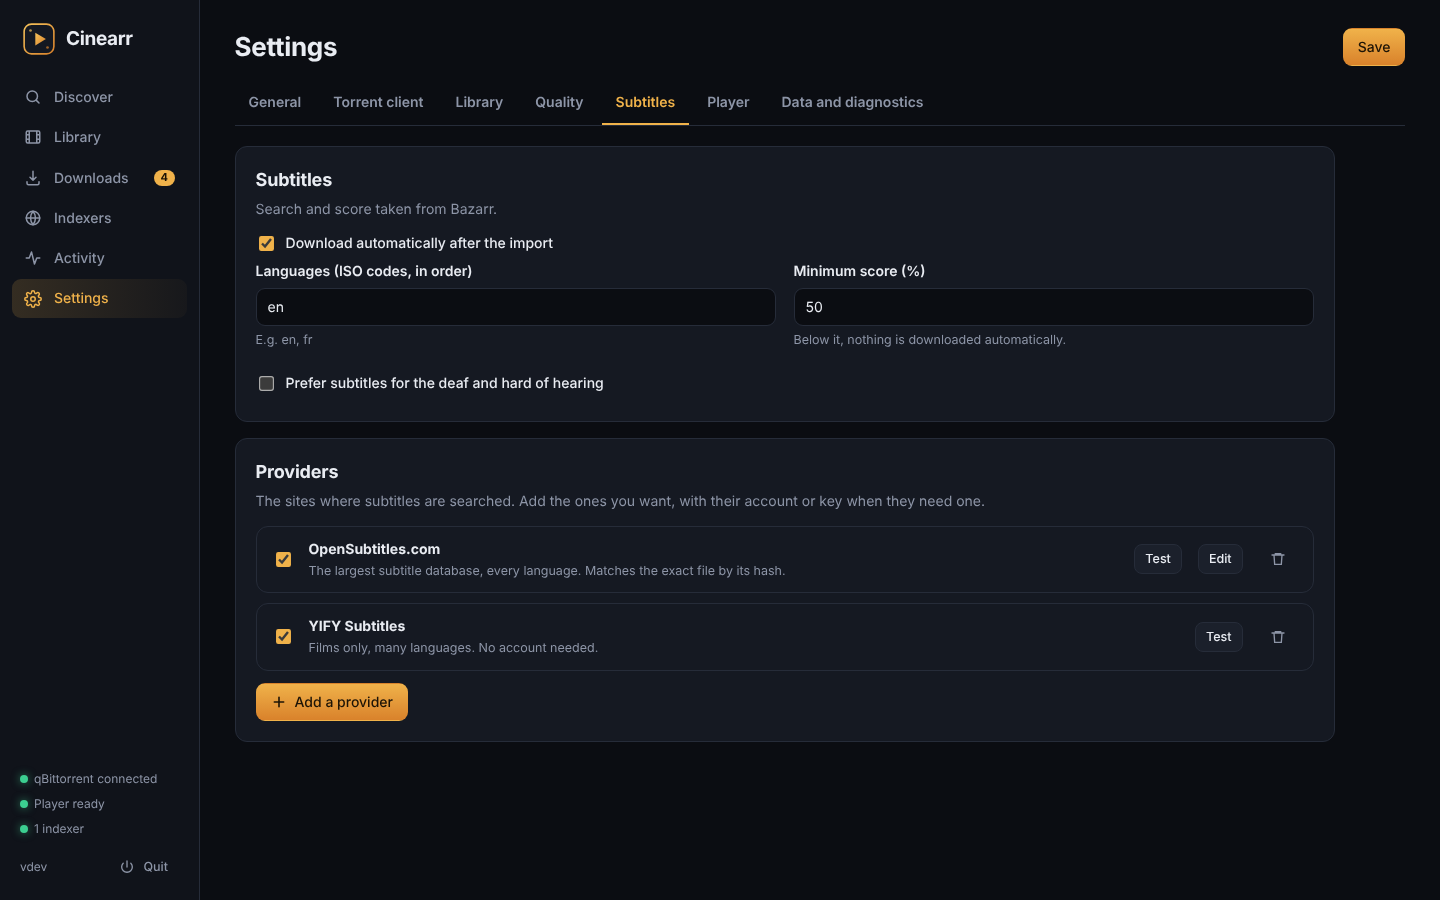 Cinearr
Discover
Library
Downloads 4
Indexers
Activity
Settings
qBittorrent connected
Player ready
1 indexer
vdev
Quit
Settings
Save
General Torrent client Library Quality Subtitles Player Data and diagnostics
Subtitles
Search and score taken from Bazarr.
Download automatically after the import
Languages (ISO codes, in order)
en
E.g. en, fr
Minimum score (%)
50
Below it, nothing is downloaded automatically.
Prefer subtitles for the deaf and hard of hearing
Providers
The sites where subtitles are searched. Add the ones you want, with their account or key when they need one.
OpenSubtitles.com
The largest subtitle database, every language. Matches the exact file by its hash.
Test Edit
YIFY Subtitles
Films only, many languages. No account needed.
Test
Add a provider